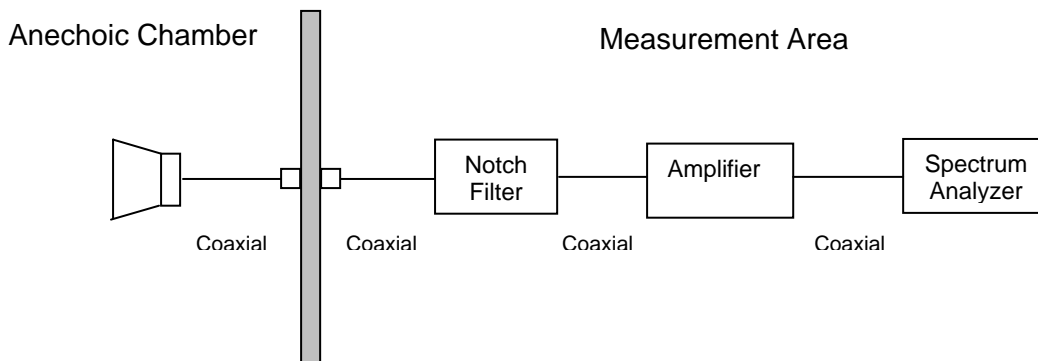 Anechoic Chamber
Measurement Area
Notch
Filter
Amplifier
Spectrum
Analyzer
Coaxial
Coaxial
Coaxial
Coaxial